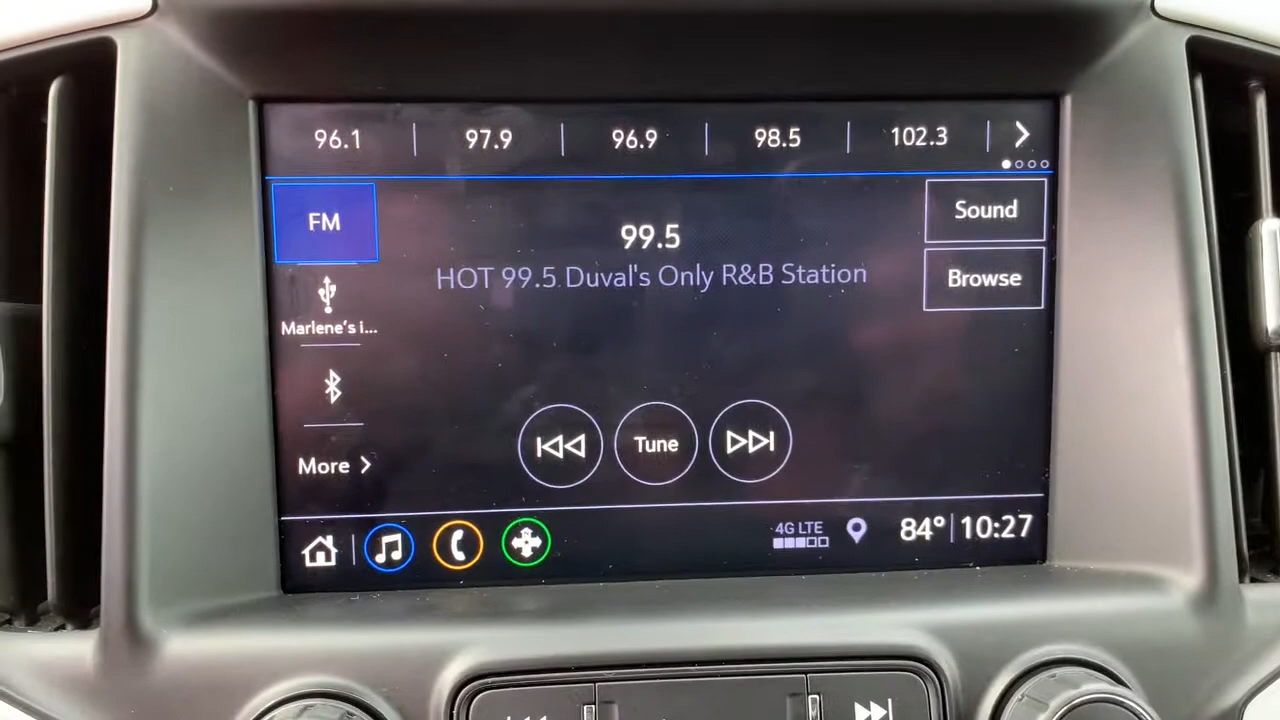 96.1 97.9 96.9 98.5 102.3
FM
99.5
Sound
HOT 99.5 Duval's Only R&B Station
Browse
Marlene's i...
Tune
More
4G LTE
84° 10:27